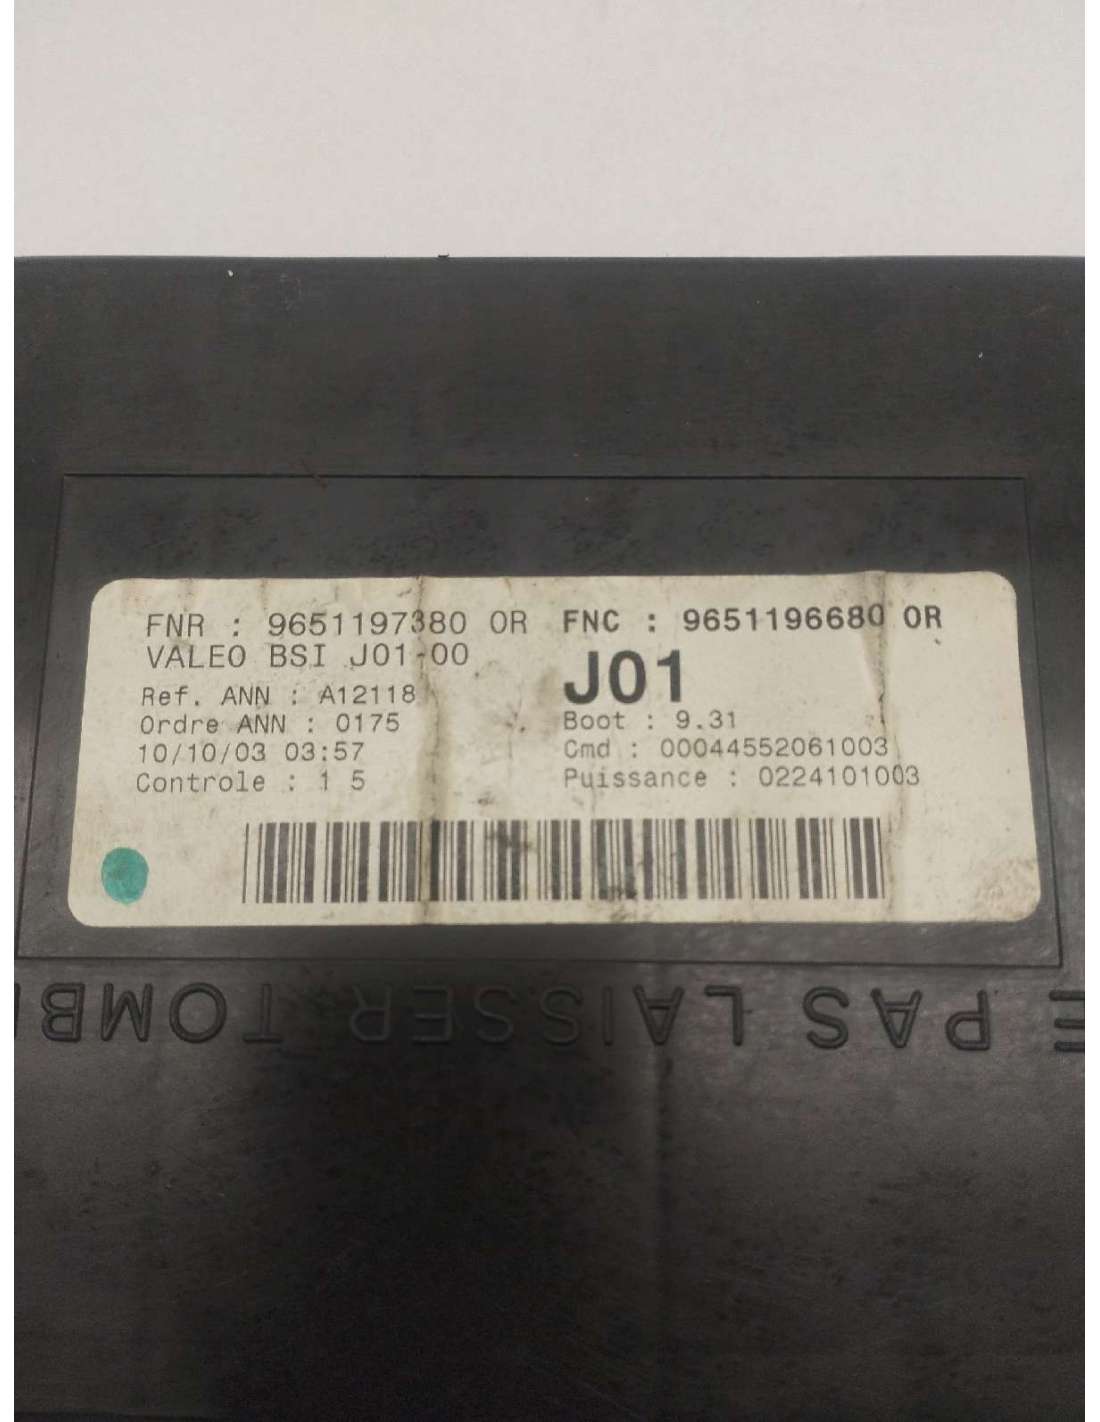 FNR : 9651197380 OR FNC : 9651196680 OR
VALEO BSI J01-00 J01
Ref. ANN : A12118
Ordre ANN : 0175 Boot : 9.31
10/10/03 03:57 Cmd : 00044552061003
Controle : 1 5 Puissance : 0224101003
E PAS LAISSER TOMB